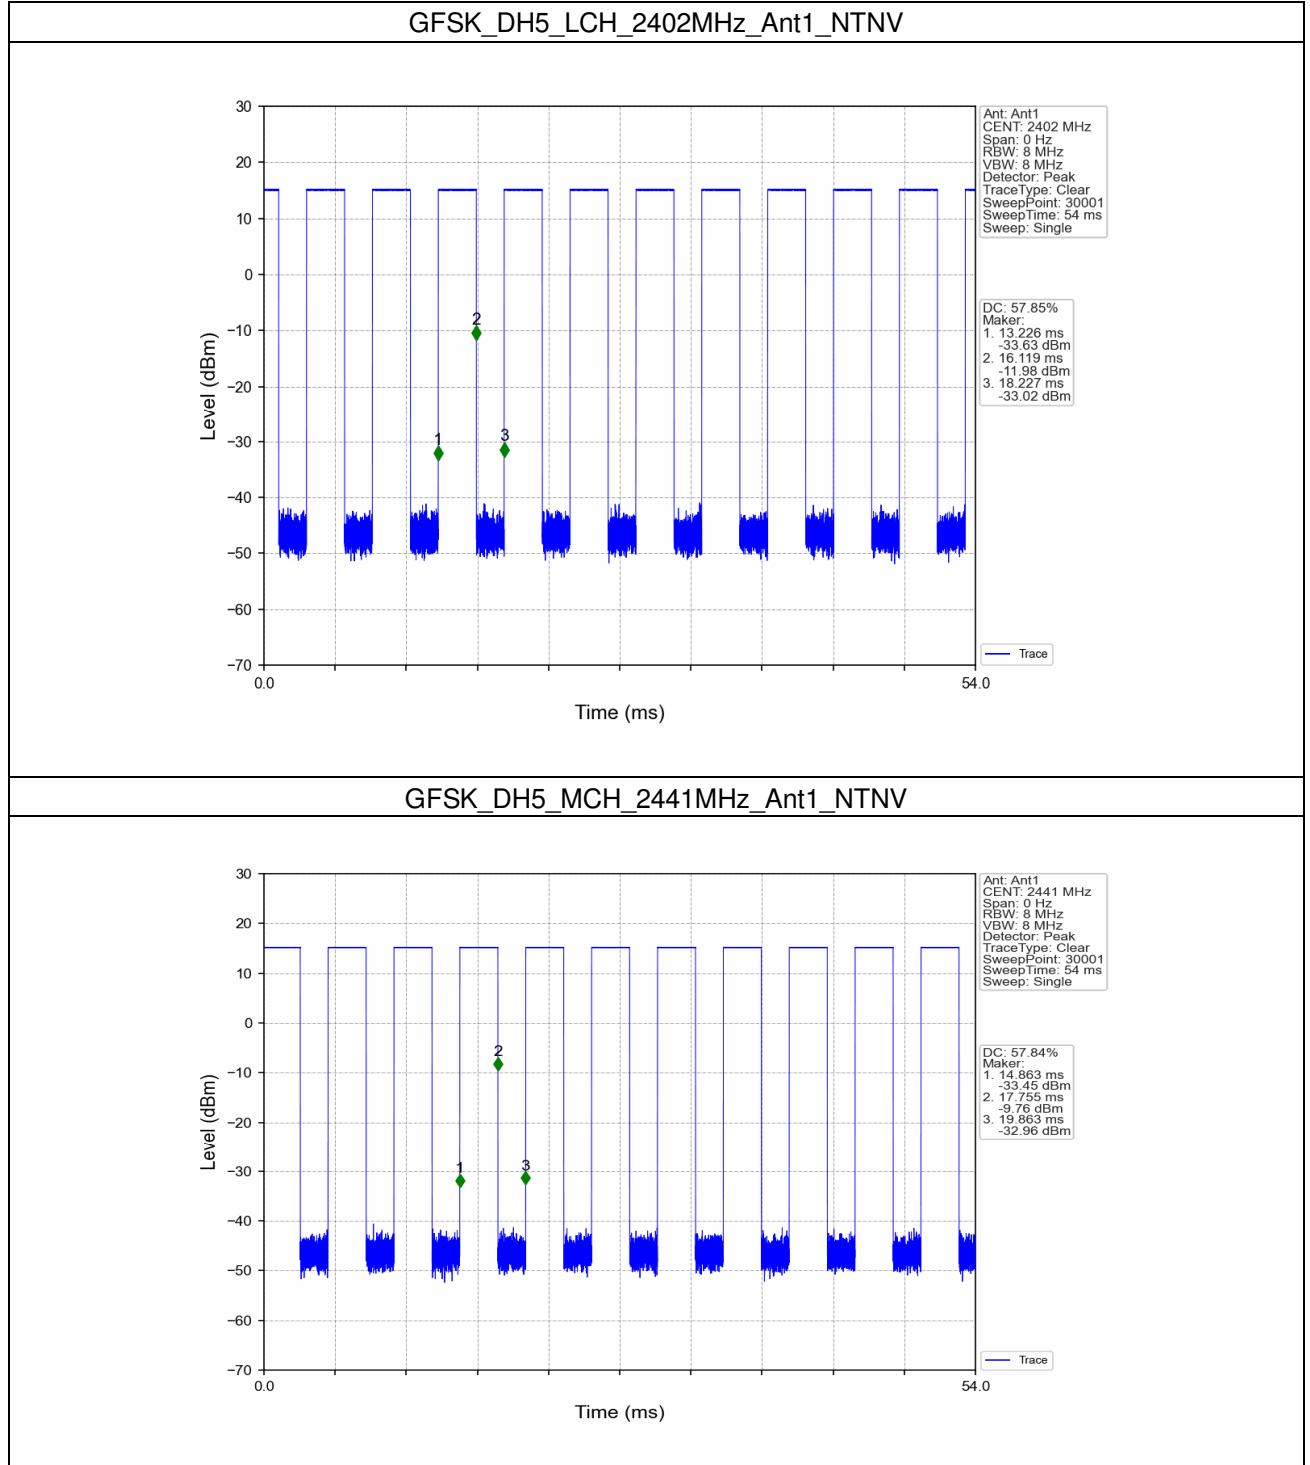 GFSK_DH5_LCH_2402MHz_Ant1_NTNV
30
20
10
0
−10
−20
−30
−40
−50
−60
−70
Level (dBm)
0.0
54.0
Time (ms)
1
2
3
Ant: Ant1
CENT: 2402 MHz
Span: 0 Hz
RBW: 8 MHz
VBW: 8 MHz
Detector: Peak
TraceType: Clear
SweepPoint: 30001
SweepTime: 54 ms
Sweep: Single
DC: 57.85%
Maker:
1. 13.226 ms
-33.63 dBm
2. 16.119 ms
-11.98 dBm
3. 18.227 ms
-33.02 dBm
Trace
GFSK_DH5_MCH_2441MHz_Ant1_NTNV
30
20
10
0
−10
−20
−30
−40
−50
−60
−70
Level (dBm)
0.0
54.0
Time (ms)
1
2
3
Ant: Ant1
CENT: 2441 MHz
Span: 0 Hz
RBW: 8 MHz
VBW: 8 MHz
Detector: Peak
TraceType: Clear
SweepPoint: 30001
SweepTime: 54 ms
Sweep: Single
DC: 57.84%
Maker:
1. 14.863 ms
-33.45 dBm
2. 17.755 ms
-9.76 dBm
3. 19.863 ms
-32.96 dBm
Trace